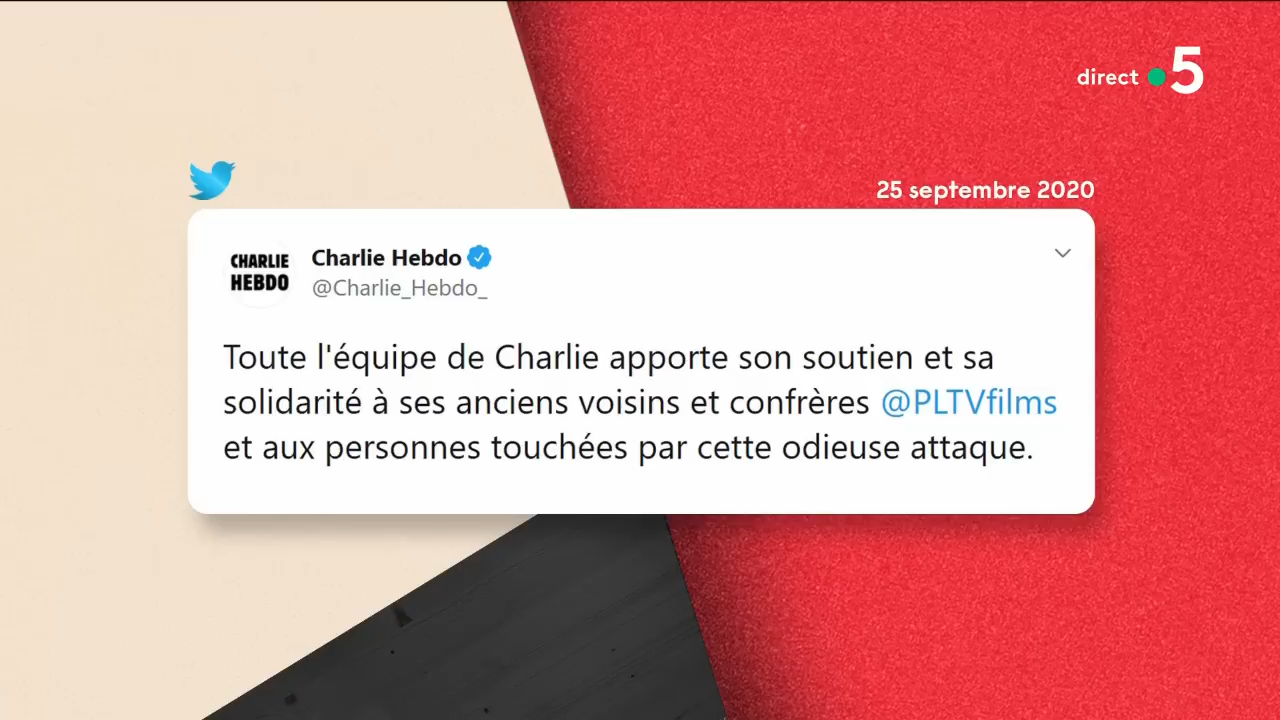 direct 5
25 septembre 2020
CHARLIE
HEBDO
Charlie Hebdo
@Charlie_Hebdo_
Toute l'équipe de Charlie apporte son soutien et sa
solidarité à ses anciens voisins et confrères @PLTVfilms
et aux personnes touchées par cette odieuse attaque.